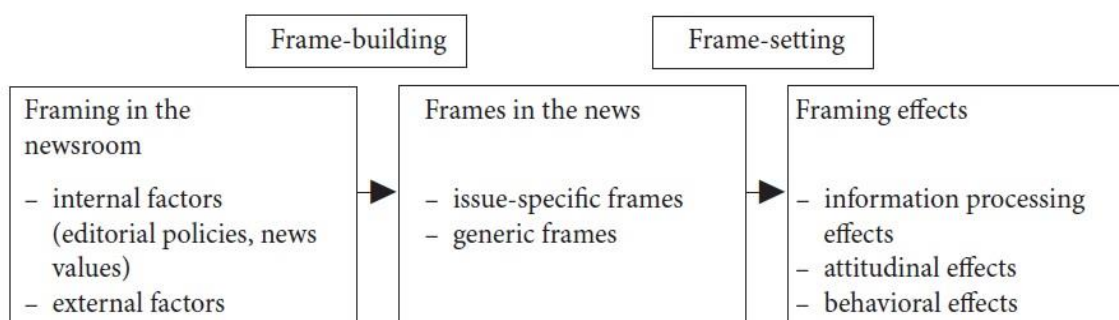 Frame-building
Frame-setting
Framing in the
newsroom
– internal factors
(editorial policies, news
values)
– external factors
Frames in the news
– issue-specific frames
– generic frames
Framing effects
– information processing
effects
– attitudinal effects
– behavioral effects